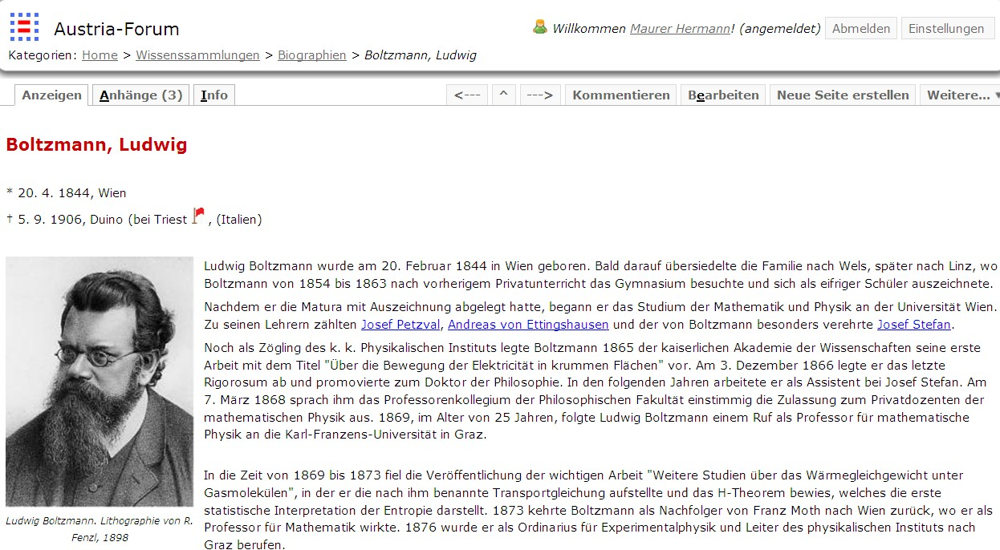 Austria-Forum
Willkommen Maurer Hermann! (angemeldet) Abmelden Einstellungen
Kategorien: Home > Wissenssammlungen > Biographien > Boltzmann, Ludwig
Anzeigen Anhänge (3) Info <--- ^ ---> Kommentieren Bearbeiten Neue Seite erstellen Weitere... ▼
Boltzmann, Ludwig
* 20. 4. 1844, Wien
† 5. 9. 1906, Duino (bei Triest , (Italien)
Ludwig Boltzmann wurde am 20. Februar 1844 in Wien geboren. Bald darauf übersiedelte die Familie nach Wels, später nach Linz, wo
Boltzmann von 1854 bis 1863 nach vorherigem Privatunterricht das Gymnasium besuchte und sich als eifriger Schüler auszeichnete.
Nachdem er die Matura mit Auszeichnung abgelegt hatte, begann er das Studium der Mathematik und Physik an der Universität Wien.
Zu seinen Lehrern zählten Josef Petzval, Andreas von Ettingshausen und der von Boltzmann besonders verehrte Josef Stefan.
Noch als Zögling des k. k. Physikalischen Instituts legte Boltzmann 1865 der kaiserlichen Akademie der Wissenschaften seine erste
Arbeit mit dem Titel "Über die Bewegung der Elektricität in krummen Flächen" vor. Am 3. Dezember 1866 legte er das letzte
Rigorosum ab und promovierte zum Doktor der Philosophie. In den folgenden Jahren arbeitete er als Assistent bei Josef Stefan. Am
7. März 1868 sprach ihm das Professorenkollegium der Philosophischen Fakultät einstimmig die Zulassung zum Privatdozenten der
mathematischen Physik aus. 1869, im Alter von 25 Jahren, folgte Ludwig Boltzmann einem Ruf als Professor für mathematische
Physik an die Karl-Franzens-Universität in Graz.
In die Zeit von 1869 bis 1873 fiel die Veröffentlichung der wichtigen Arbeit "Weitere Studien über das Wärmegleichgewicht unter
Gasmolekülen", in der er die nach ihm benannte Transportgleichung aufstellte und das H-Theorem bewies, welches die erste
statistische Interpretation der Entropie darstellt. 1873 kehrte Boltzmann als Nachfolger von Franz Moth nach Wien zurück, wo er als
Professor für Mathematik wirkte. 1876 wurde er als Ordinarius für Experimentalphysik und Leiter des physikalischen Instituts nach
Graz berufen.
Ludwig Boltzmann. Lithographie von R.
Fenzl, 1898